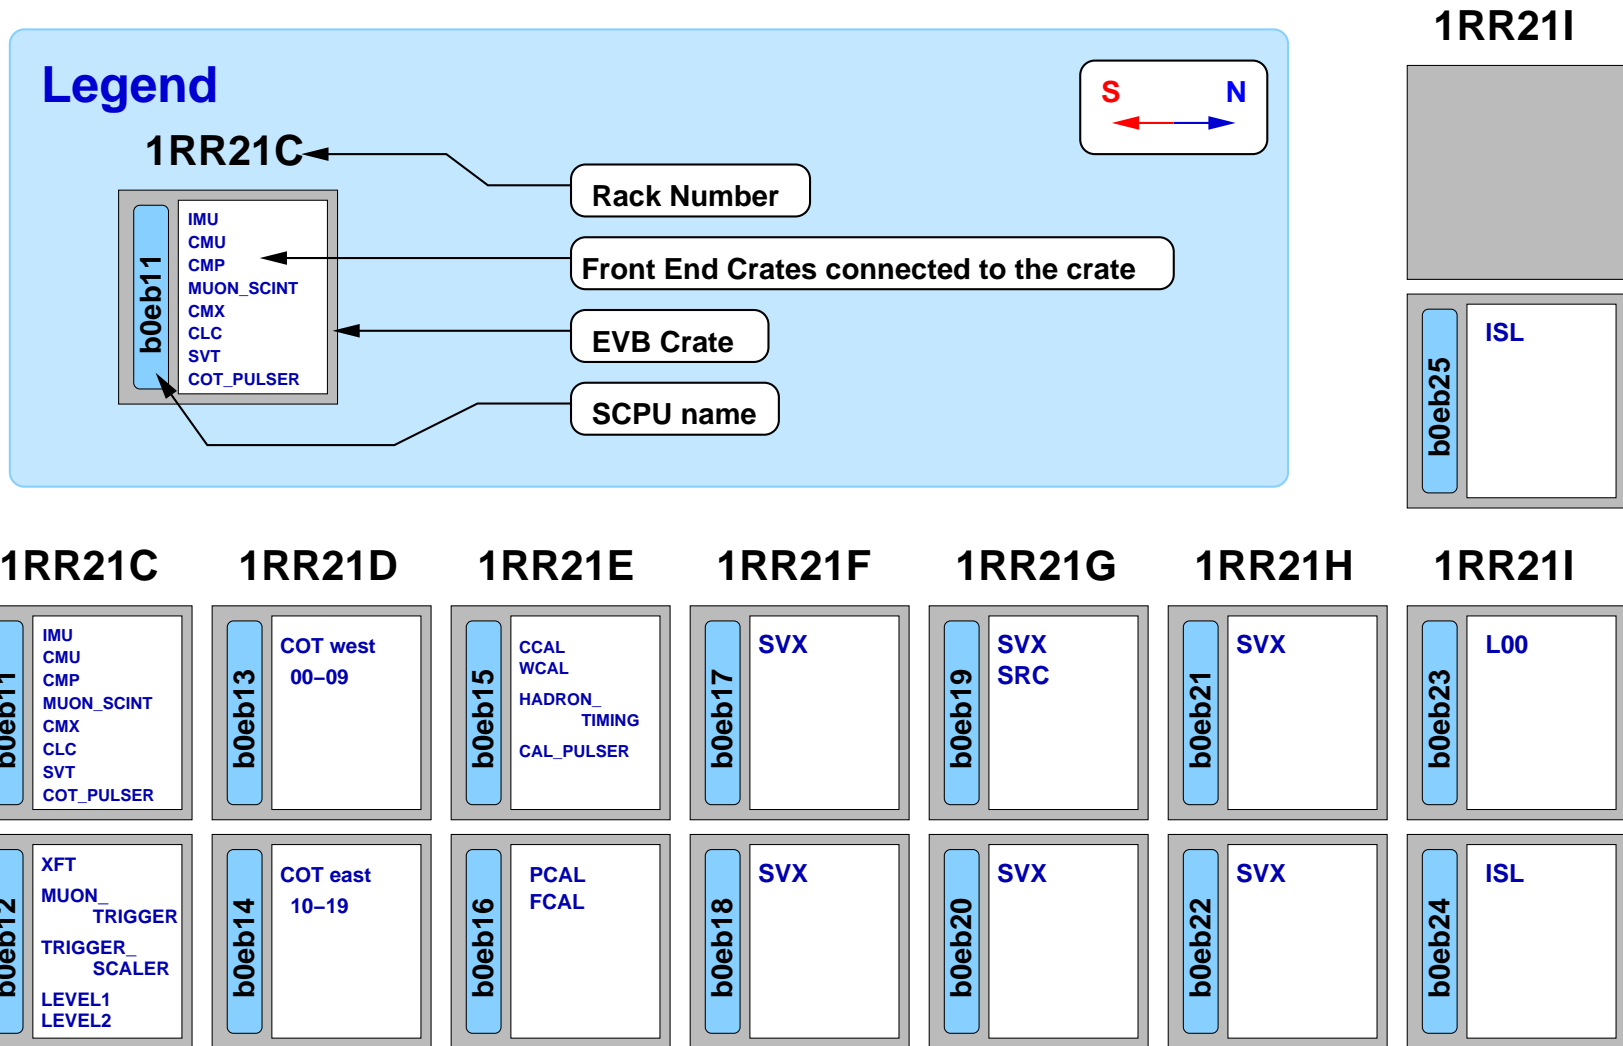 1RR21I
Legend
S N
1RR21C
Rack Number
IMU
CMU
CMP
MUON_SCINT
CMX
CLC
SVT
COT_PULSER
b0eb11
Front End Crates connected to the crate
EVB Crate
SCPU name
b0eb25
ISL
1RR21C 1RR21D 1RR21E 1RR21F 1RR21G 1RR21H 1RR21I
b0eb11
IMU
CMU
CMP
MUON_SCINT
CMX
CLC
SVT
COT_PULSER
b0eb13
COT west
00–09
b0eb15
CCAL
WCAL
HADRON_
TIMING
CAL_PULSER
b0eb17
SVX
b0eb19
SVX
SRC
b0eb21
SVX
b0eb23
L00
b0eb12
XFT
MUON_
TRIGGER
TRIGGER_
SCALER
LEVEL1
LEVEL2
b0eb14
COT east
10–19
b0eb16
PCAL
FCAL
b0eb18
SVX
b0eb20
SVX
b0eb22
SVX
b0eb24
ISL